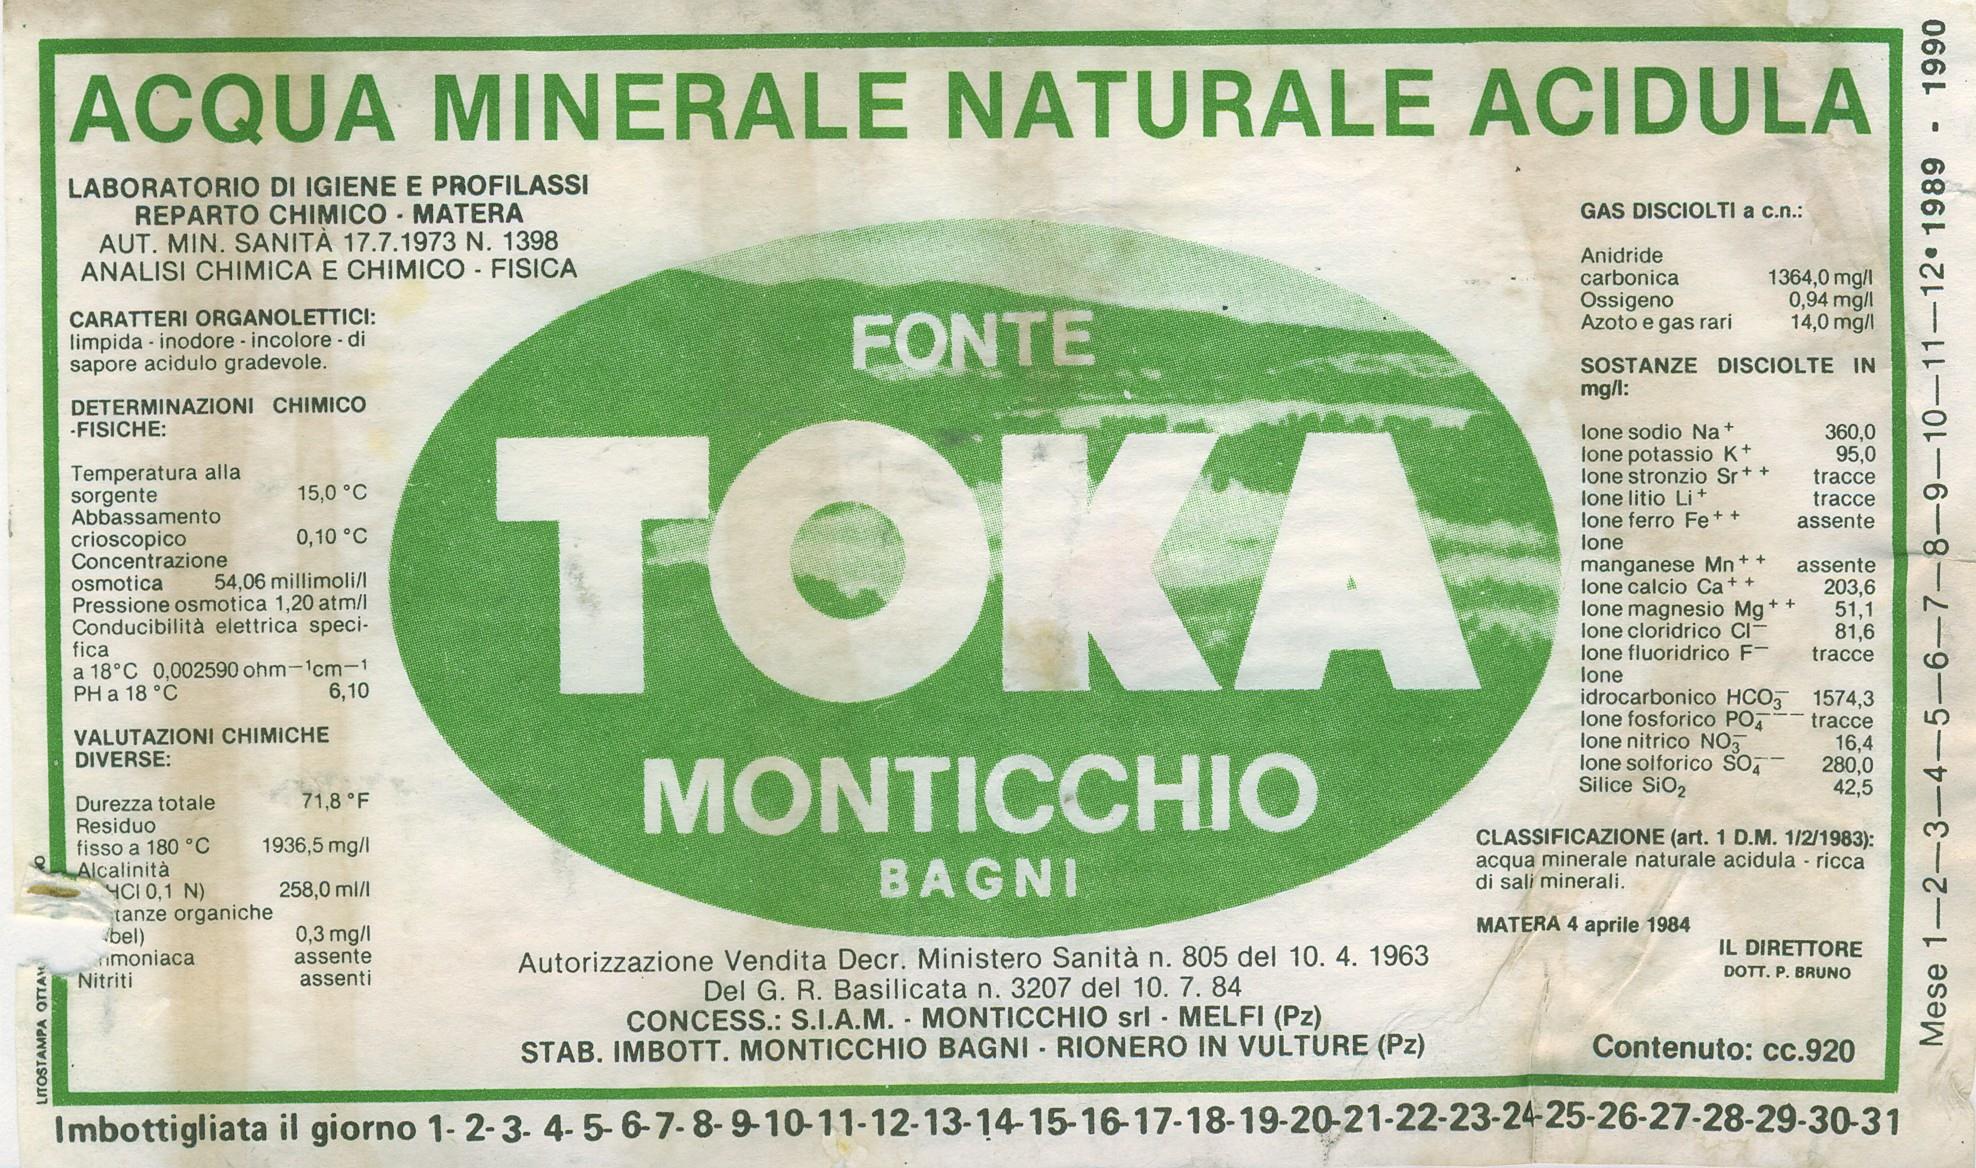 ACQUA MINERALE NATURALE ACIDULA
LABORATORIO DI IGIENE E PROFILASSI
REPARTO CHIMICO - MATERA
AUT. MIN. SANITÀ 17.7.1973 N. 1398
ANALISI CHIMICA E CHIMICO - FISICA
CARATTERI ORGANOLETTICI:
limpida - inodore - incolore - di
sapore acidulo gradevole.
DETERMINAZIONI CHIMICO
-FISICHE:
Temperatura alla
sorgente 15,0 °C
Abbassamento
crioscopico 0,10 °C
Concentrazione
osmotica 54,06 millimoli/l
Pressione osmotica 1,20 atm/l
Conducibilità elettrica speci-
fica
a 18°C 0,002590 ohm—¹cm—¹
PH a 18 °C 6,10
VALUTAZIONI CHIMICHE
DIVERSE:
Durezza totale 71,8 °F
Residuo
fisso a 180 °C 1936,5 mg/l
Alcalinità
HCl 0,1 N) 258,0 ml/l
tanze organiche
bel) 0,3 mg/l
moniaca assente
Nitriti assenti
FONTE
TOKA
MONTICCHIO
BAGNI
Autorizzazione Vendita Decr. Ministero Sanità n. 805 del 10. 4. 1963
Del G. R. Basilicata n. 3207 del 10. 7. 84
CONCESS.: S.I.A.M. - MONTICCHIO srl - MELFI (Pz)
STAB. IMBOTT. MONTICCHIO BAGNI - RIONERO IN VULTURE (Pz)
GAS DISCIOLTI a c.n.:
Anidride
carbonica 1364,0 mg/l
Ossigeno 0,94 mg/l
Azoto e gas rari 14,0 mg/l
SOSTANZE DISCIOLTE IN
mg/l:
Ione sodio Na⁺ 360,0
Ione potassio K⁺ 95,0
Ione stronzio Sr⁺⁺ tracce
Ione litio Li⁺ tracce
Ione ferro Fe⁺⁺ assente
Ione
manganese Mn⁺⁺ assente
Ione calcio Ca⁺⁺ 203,6
Ione magnesio Mg⁺⁺ 51,1
Ione cloridrico Cl⁻ 81,6
Ione fluoridrico F⁻ tracce
Ione
idrocarbonico HCO₃⁻ 1574,3
Ione fosforico PO₄⁻⁻⁻ tracce
Ione nitrico NO₃⁻ 16,4
Ione solforico SO₄⁻⁻ 280,0
Silice SiO₂ 42,5
CLASSIFICAZIONE (art. 1 D.M. 1/2/1983):
acqua minerale naturale acidula - ricca
di sali minerali.
MATERA 4 aprile 1984
IL DIRETTORE
DOTT. P. BRUNO
Contenuto: cc.920
Mese 1—2—3—4—5—6—7—8—9—10—11—12•1989 - 1990
LITOSTAMPA
Imbottigliata il giorno 1- 2-3- 4- 5- 6-7- 8- 9-10-11-12-13-14-15-16-17-18-19-20-21-22-23-24-25-26-27-28-29-30-31